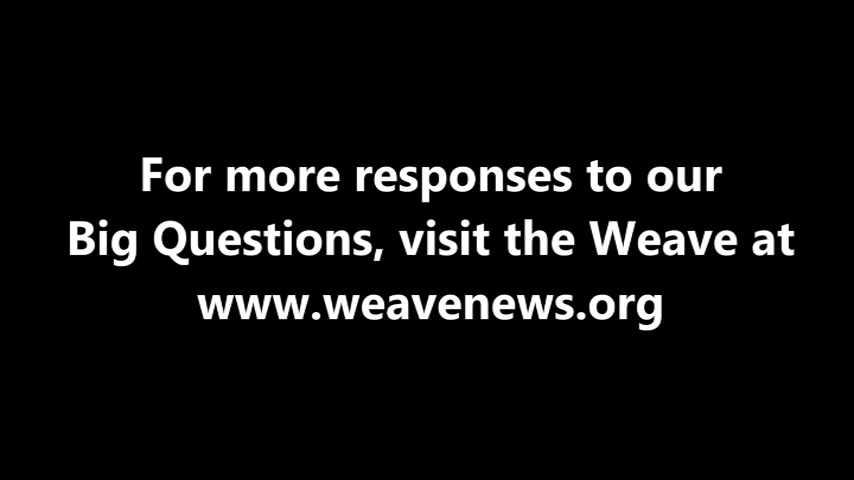 For more responses to our
Big Questions, visit the Weave at
www.weavenews.org